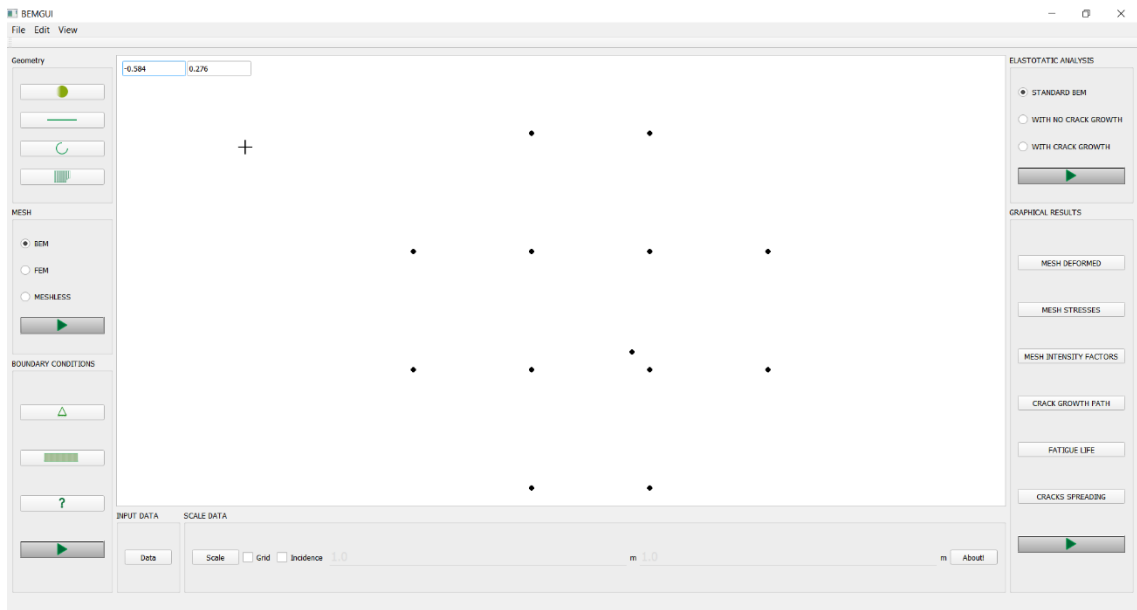 BEMGUI
File Edit View
Geometry
MESH
BEM
FEM
MESHLESS
BOUNDARY CONDITIONS
?
-0.584 0.276
INPUT DATA
Data
SCALE DATA
Scale Grid Incidence 1.0 m 1.0 m About!
ELASTOTATIC ANALYSIS
STANDARD BEM
WITH NO CRACK GROWTH
WITH CRACK GROWTH
GRAPHICAL RESULTS
MESH DEFORMED
MESH STRESSES
MESH INTENSITY FACTORS
CRACK GROWTH PATH
FATIGUE LIFE
CRACKS SPREADING